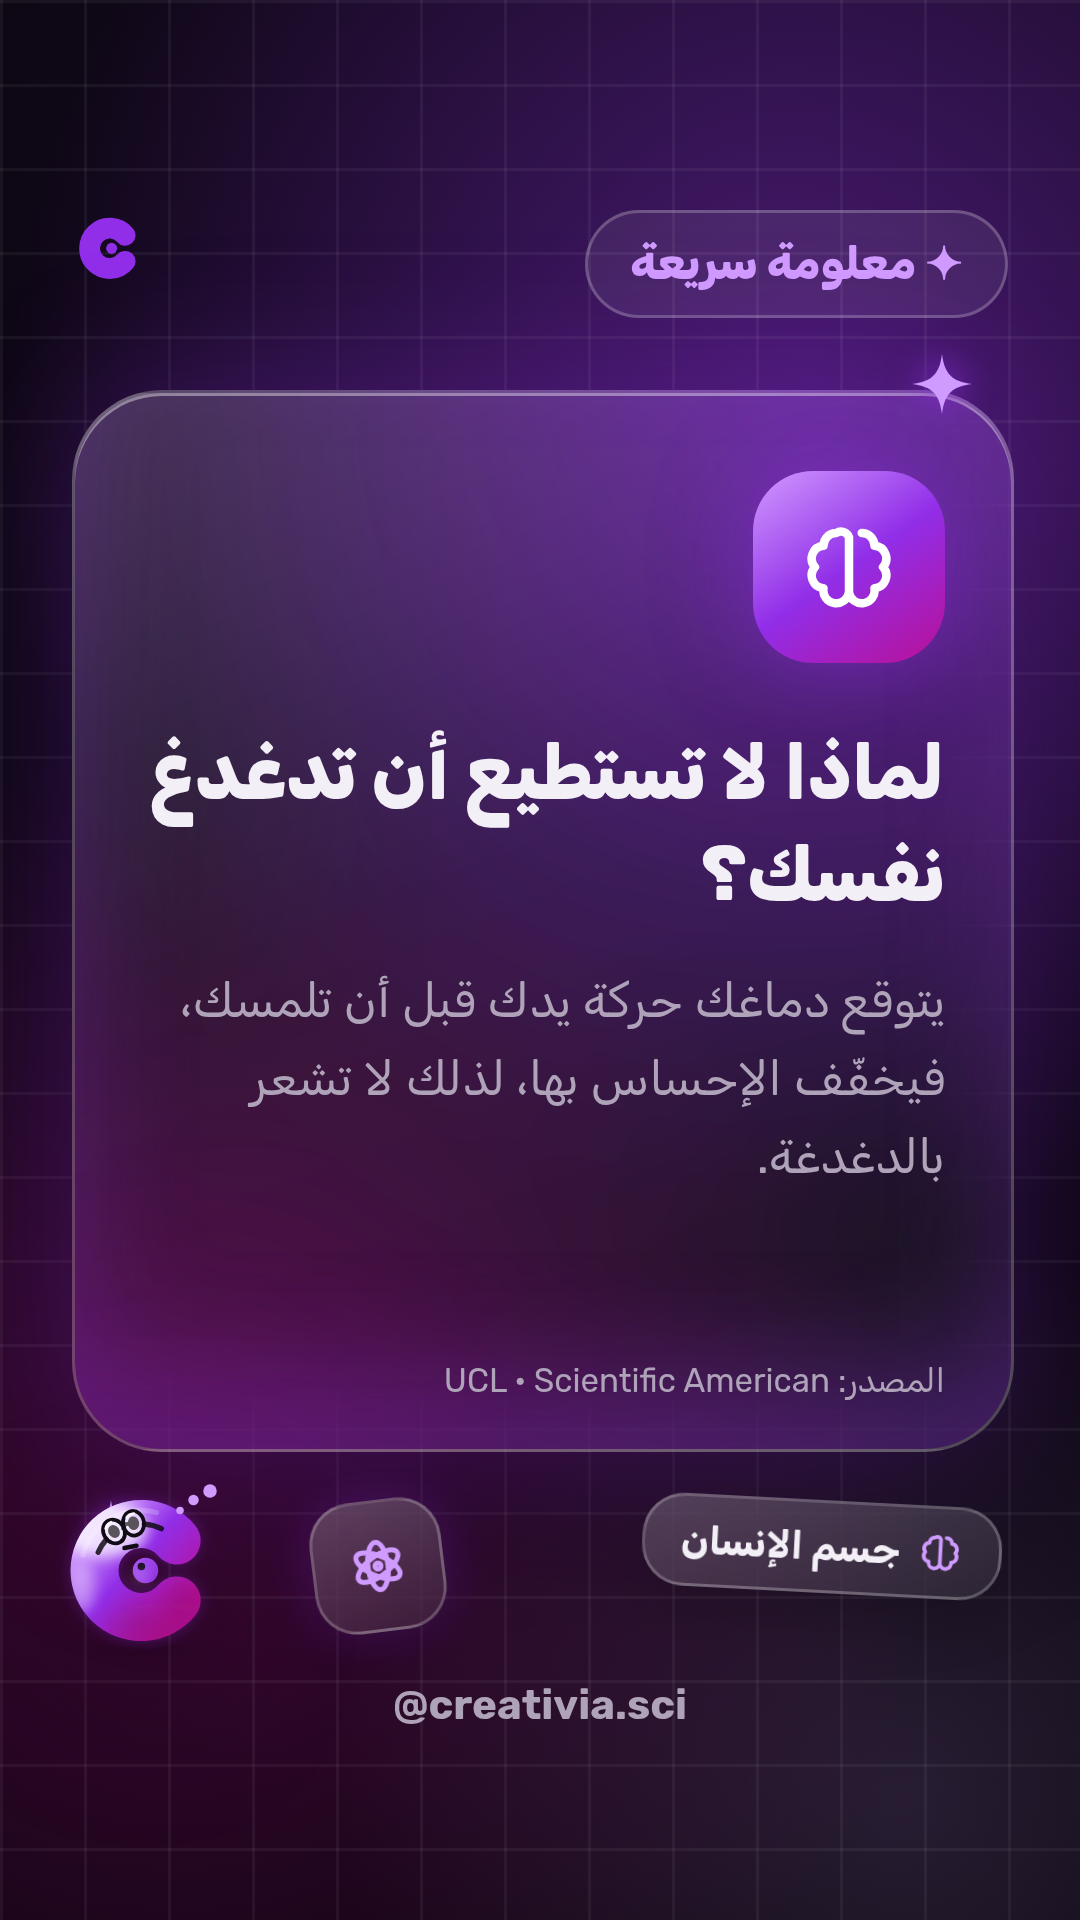 معلومة سريعة
لماذا لا تستطيع أن تدغدغ
نفسك؟
يتوقع دماغك حركة يدك قبل أن تلمسك،
فيخفّف الإحساس بها، لذلك لا تشعر
بالدغدغة.
المصدر: UCL • Scientific American
جسم الإنسان
@creativia.sci